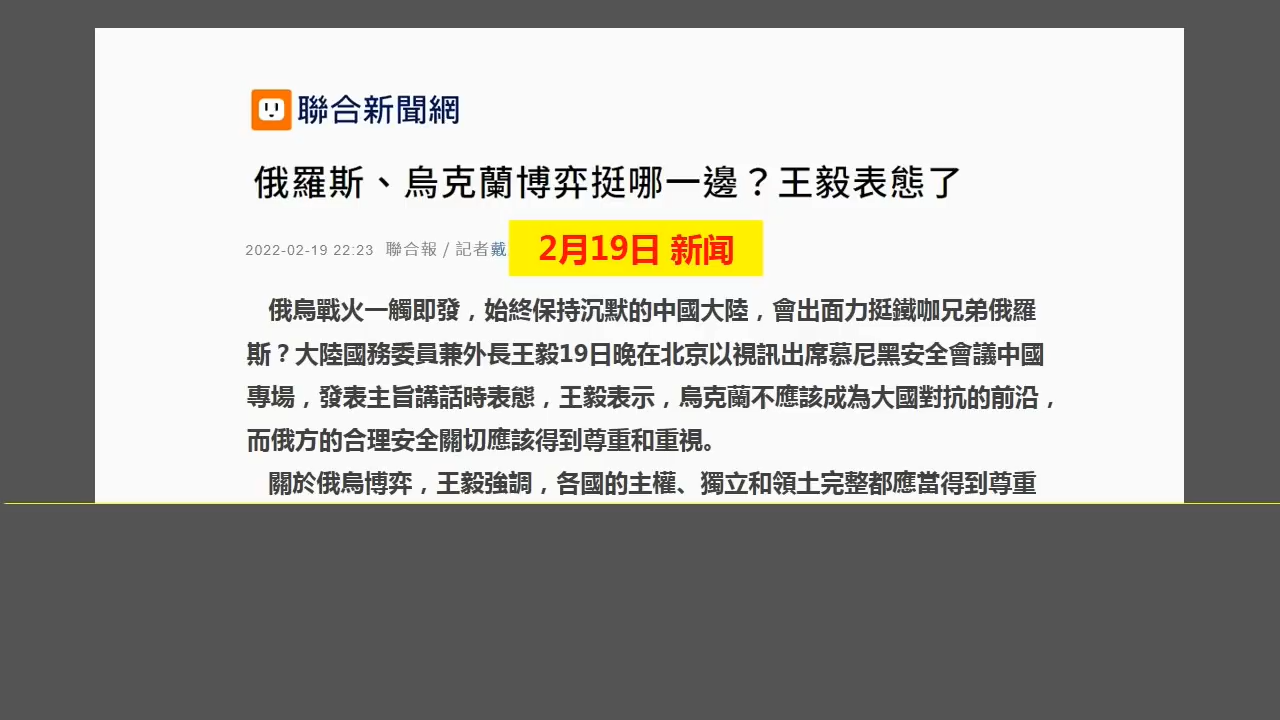 聯合新聞網
俄羅斯、烏克蘭博弈挺哪一邊？王毅表態了
2022-02-19 22:23 聯合報 / 記者戴
2月19日 新闻
俄烏戰火一觸即發，始終保持沉默的中國大陸，會出面力挺鐵咖兄弟俄羅
斯？大陸國務委員兼外長王毅19日晚在北京以視訊出席慕尼黑安全會議中國
專場，發表主旨講話時表態，王毅表示，烏克蘭不應該成為大國對抗的前沿，
而俄方的合理安全關切應該得到尊重和重視。
關於俄烏博弈，王毅強調，各國的主權、獨立和領土完整都應當得到尊重